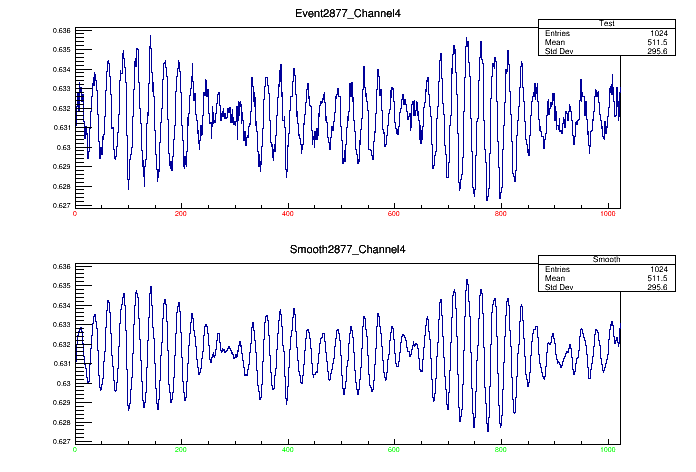 Event2877_Channel4
Test
Entries 1024
Mean 511.5
Std Dev 295.6
0.636
0.635
0.634
0.633
0.632
0.631
0.63
0.629
0.628
0.627
0 200 400 600 800 1000
Smooth2877_Channel4
Smooth
Entries 1024
Mean 511.5
Std Dev 295.6
0.636
0.635
0.634
0.633
0.632
0.631
0.63
0.629
0.628
0.627
0 200 400 600 800 1000